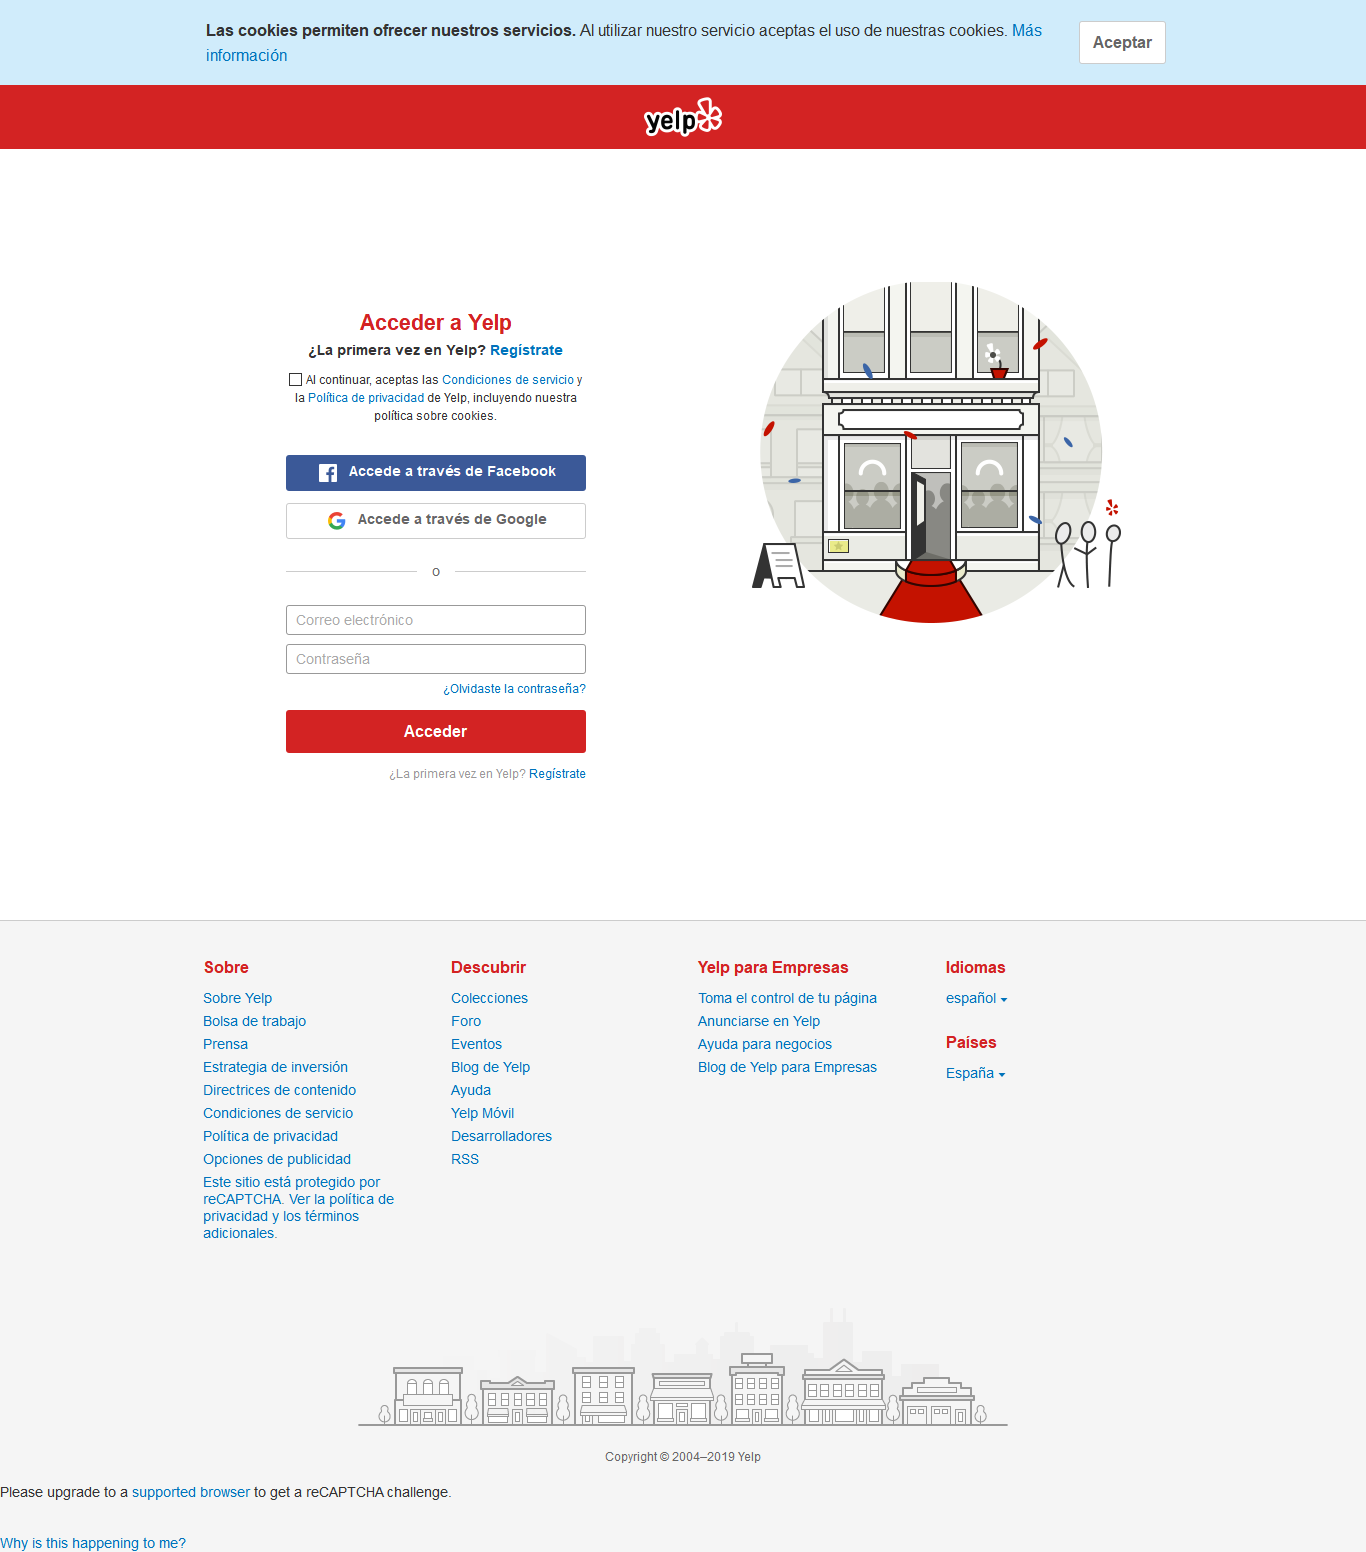 Las cookies permiten ofrecer nuestros servicios. Al utilizar nuestro servicio aceptas el uso de nuestras cookies. Más
información
Aceptar
yelp
Acceder a Yelp
¿La primera vez en Yelp? Regístrate
Al continuar, aceptas las Condiciones de servicio y
la Política de privacidad de Yelp, incluyendo nuestra
política sobre cookies.
Accede a través de Facebook
Accede a través de Google
o
Correo electrónico
Contraseña
¿Olvidaste la contraseña?
Acceder
¿La primera vez en Yelp? Regístrate
Sobre
Sobre Yelp
Bolsa de trabajo
Prensa
Estrategia de inversión
Directrices de contenido
Condiciones de servicio
Política de privacidad
Opciones de publicidad
Este sitio está protegido por
reCAPTCHA. Ver la política de
privacidad y los términos
adicionales.
Descubrir
Colecciones
Foro
Eventos
Blog de Yelp
Ayuda
Yelp Móvil
Desarrolladores
RSS
Yelp para Empresas
Toma el control de tu página
Anunciarse en Yelp
Ayuda para negocios
Blog de Yelp para Empresas
Idiomas
español
Países
España
Copyright © 2004–2019 Yelp
Please upgrade to a supported browser to get a reCAPTCHA challenge.
Why is this happening to me?